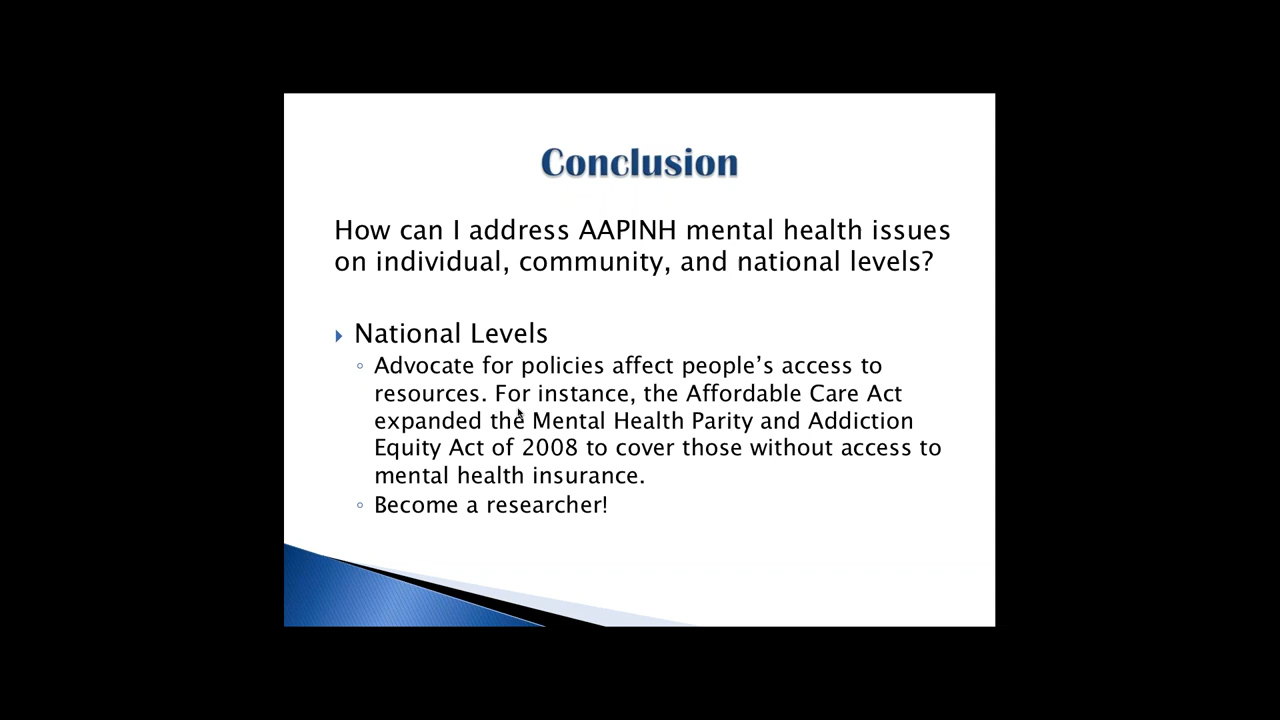 Conclusion
How can I address AAPINH mental health issues
on individual, community, and national levels?
National Levels
Advocate for policies affect people’s access to
resources. For instance, the Affordable Care Act
expanded the Mental Health Parity and Addiction
Equity Act of 2008 to cover those without access to
mental health insurance.
Become a researcher!